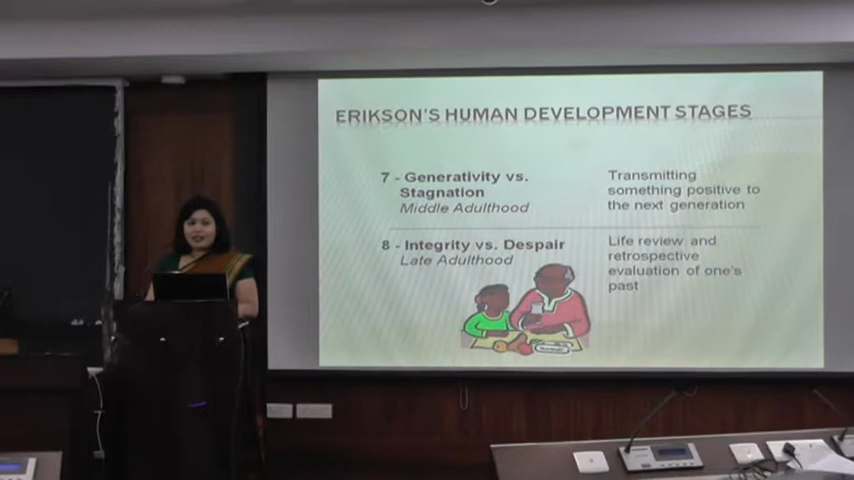 ERIKSON'S HUMAN DEVELOPMENT STAGES
7 - Generativity vs.
Stagnation
Middle Adulthood
Transmitting
something positive to
the next generation
8 - Integrity vs. Despair
Late Adulthood
Life review and
retrospective
evaluation of one's
past